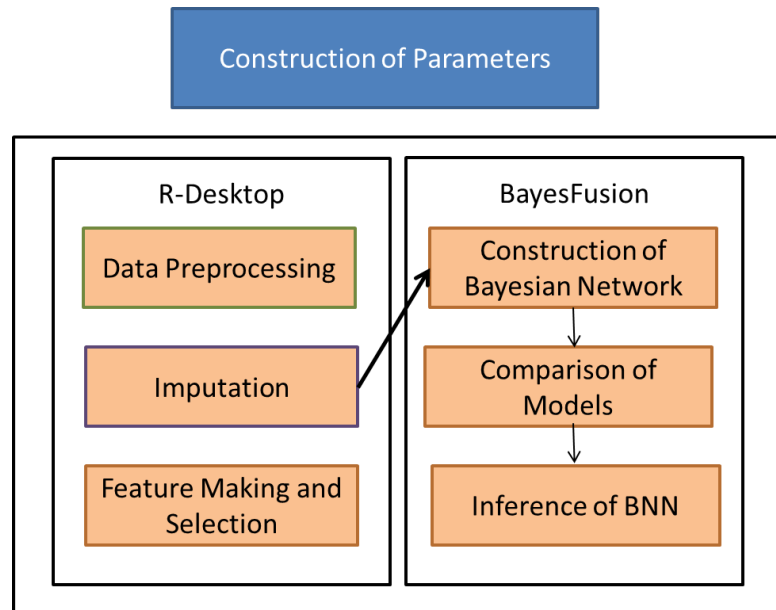 Construction of Parameters
R-Desktop
Data Preprocessing
Imputation
Feature Making and
Selection
BayesFusion
Construction of
Bayesian Network
Comparison of
Models
Inference of BNN